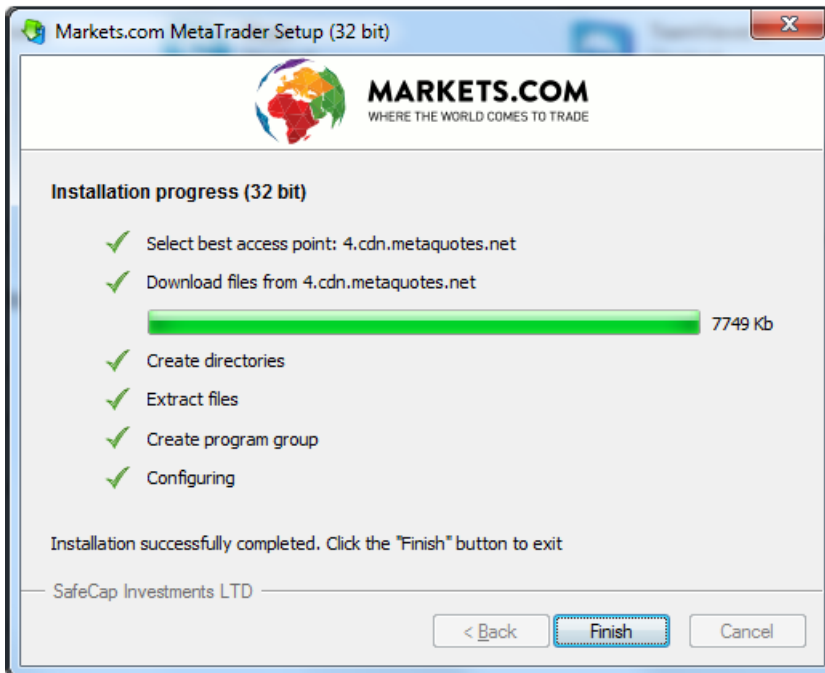 Markets.com MetaTrader Setup (32 bit)
MARKETS.COM
WHERE THE WORLD COMES TO TRADE
Installation progress (32 bit)
Select best access point: 4.cdn.metaquotes.net
Download files from 4.cdn.metaquotes.net
7749 Kb
Create directories
Extract files
Create program group
Configuring
Installation successfully completed. Click the "Finish" button to exit
SafeCap Investments LTD
< Back Finish Cancel